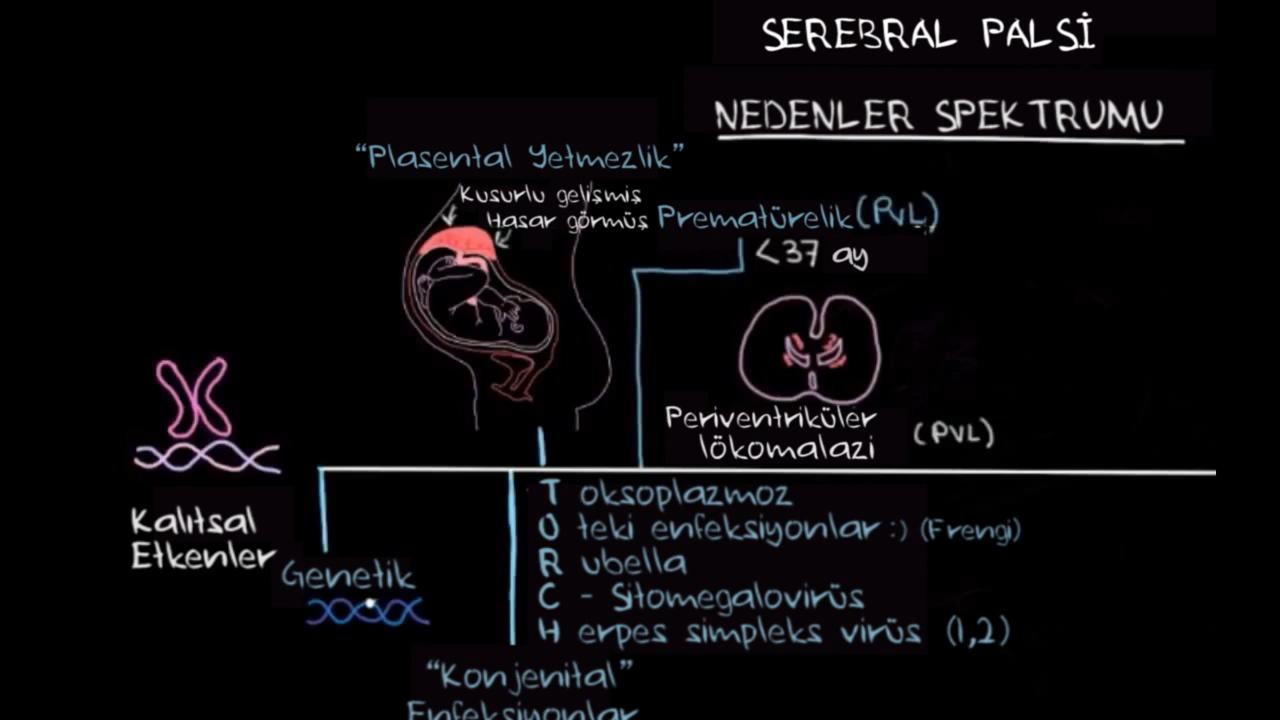 SEREBRAL PALSİ
NEDENLER SPEKTRUMU
“Plasental Yetmezlik”
Kusurlu gelişmiş
Hasar görmüş
Prematürelik (PVL)
<37 ay
Periventriküler
lökomalazi (PVL)
Kalıtsal
Etkenler
Genetik
T oksoplazmoz
O teki enfeksiyonlar :) (Frengi)
R ubella
C - Sitomegalovirüs
H erpes simpleks virüs (1,2)
“Konjenital”
Enfeksiyonlar